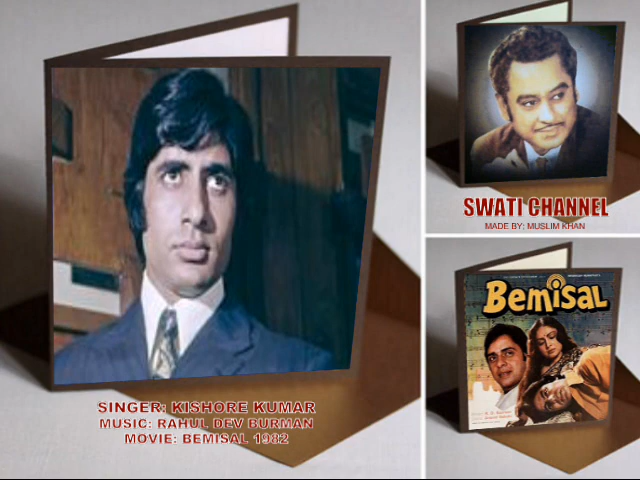 SWATI CHANNEL
MADE BY: MUSLIM KHAN
Bemisal
SINGER: KISHORE KUMAR
MUSIC: RAHUL DEV BURMAN
MOVIE: BEMISAL 1982